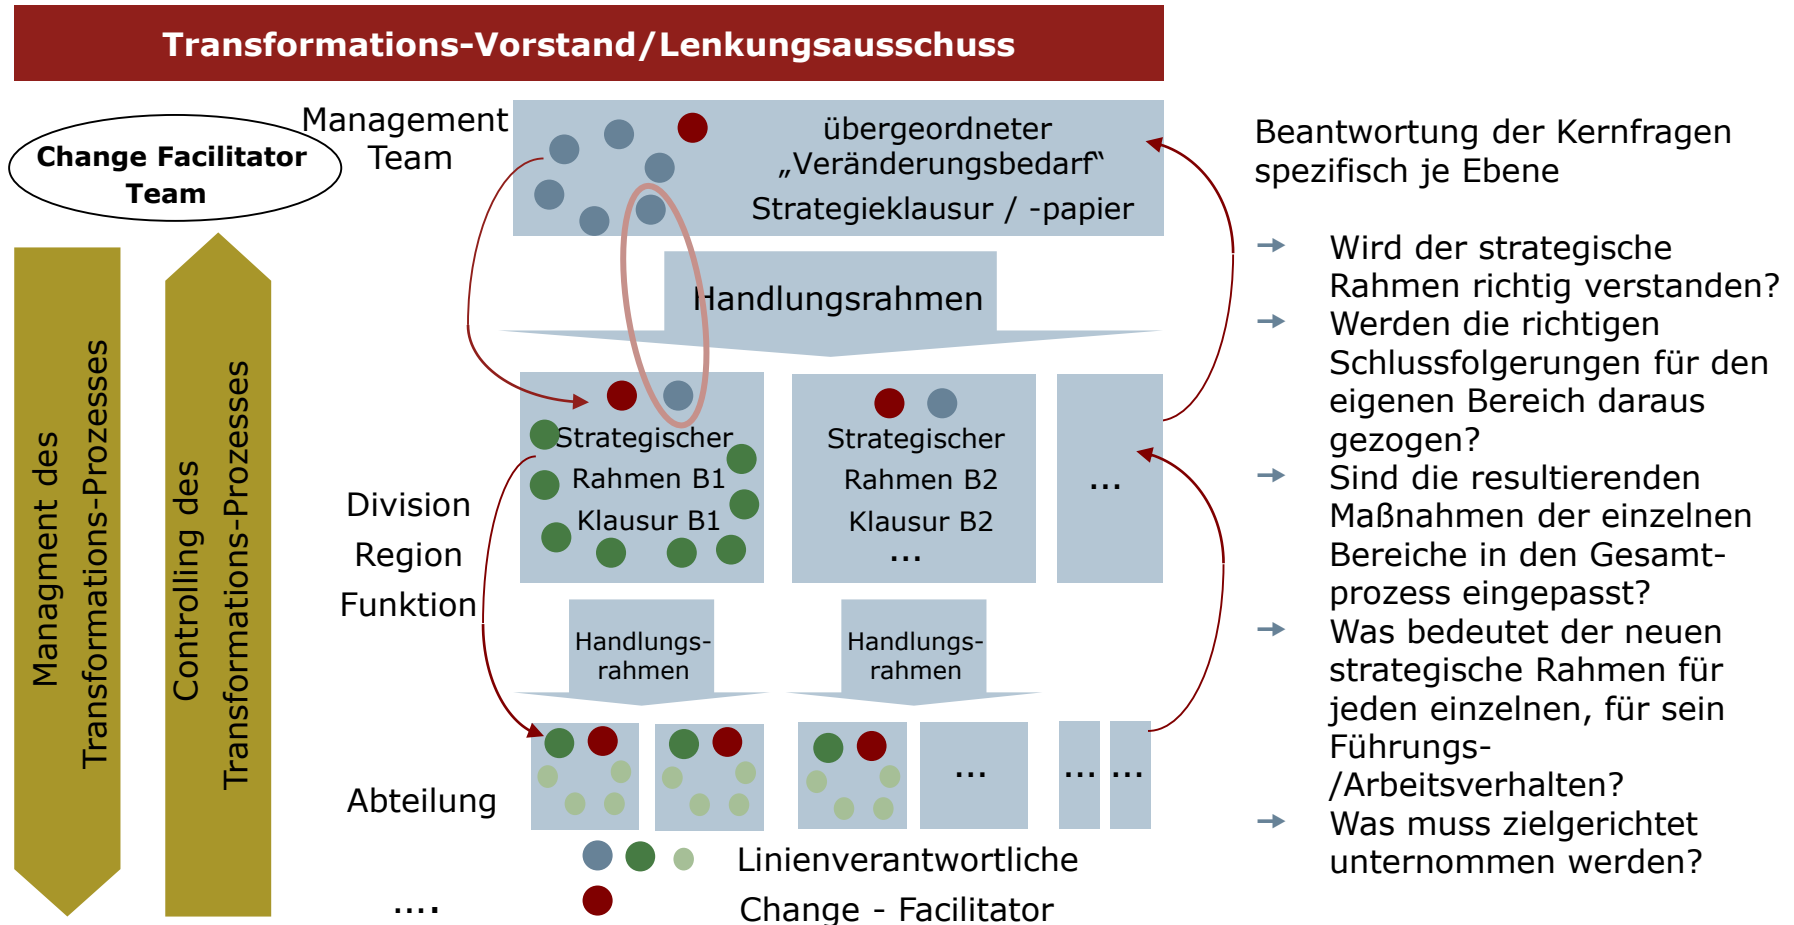 Transformations-Vorstand/Lenkungsausschuss
Change Facilitator
Team
Management
Team
übergeordneter
„Veränderungsbedarf“
Strategieklausur / -papier
Handlungsrahmen
Managment des
Transformations-Prozesses
Controlling des
Transformations-Prozesses
Division
Region
Funktion
Strategischer
Rahmen B1
Klausur B1
Strategischer
Rahmen B2
Klausur B2
...
...
Handlungs-
rahmen
Handlungs-
rahmen
Abteilung
...
...
...
....
Linienverantwortliche
Change - Facilitator
Beantwortung der Kernfragen
spezifisch je Ebene
Wird der strategische
Rahmen richtig verstanden?
Werden die richtigen
Schlussfolgerungen für den
eigenen Bereich daraus
gezogen?
Sind die resultierenden
Maßnahmen der einzelnen
Bereiche in den Gesamt-
prozess eingepasst?
Was bedeutet der neuen
strategische Rahmen für
jeden einzelnen, für sein
Führungs-
/Arbeitsverhalten?
Was muss zielgerichtet
unternommen werden?